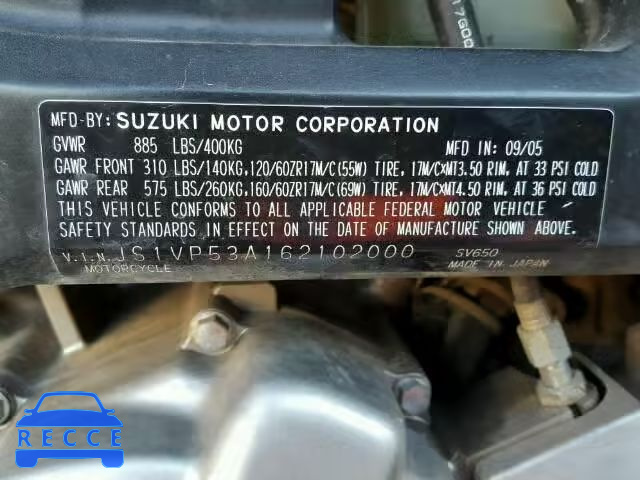 17G00
MFD-BY: SUZUKI MOTOR CORPORATION
GVWR 885 LBS/400KG MFD IN: 09/05
GAWR FRONT 310 LBS/140KG,120/60ZR17M/C(55W) TIRE, 17M/C×MT3.50 RIM, AT 33 PSI COLD
GAWR REAR 575 LBS/260KG,160/60ZR17M/C(69W) TIRE, 17M/C×MT4.50 RIM, AT 36 PSI COLD
THIS VEHICLE CONFORMS TO ALL APPLICABLE FEDERAL MOTOR VEHICLE
SAFETY STANDARDS IN EFFECT ON THE DATE OF MANUFACTURE SHOWN ABOVE.
V.I.N. JS1VP53A162102000 SV650
MOTORCYCLE MADE IN JAPAN
RECCE